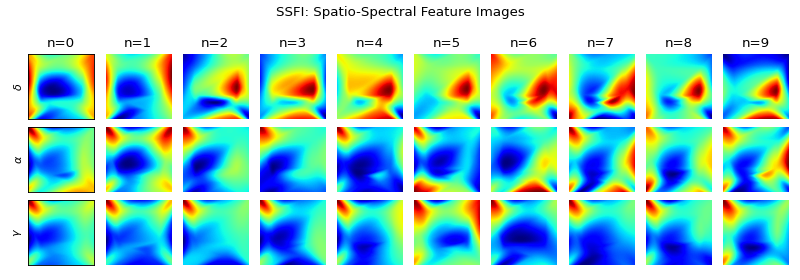 SSFI: Spatio-Spectral Feature Images
n=0 n=1 n=2 n=3 n=4 n=5 n=6 n=7 n=8 n=9
δ
α
γ